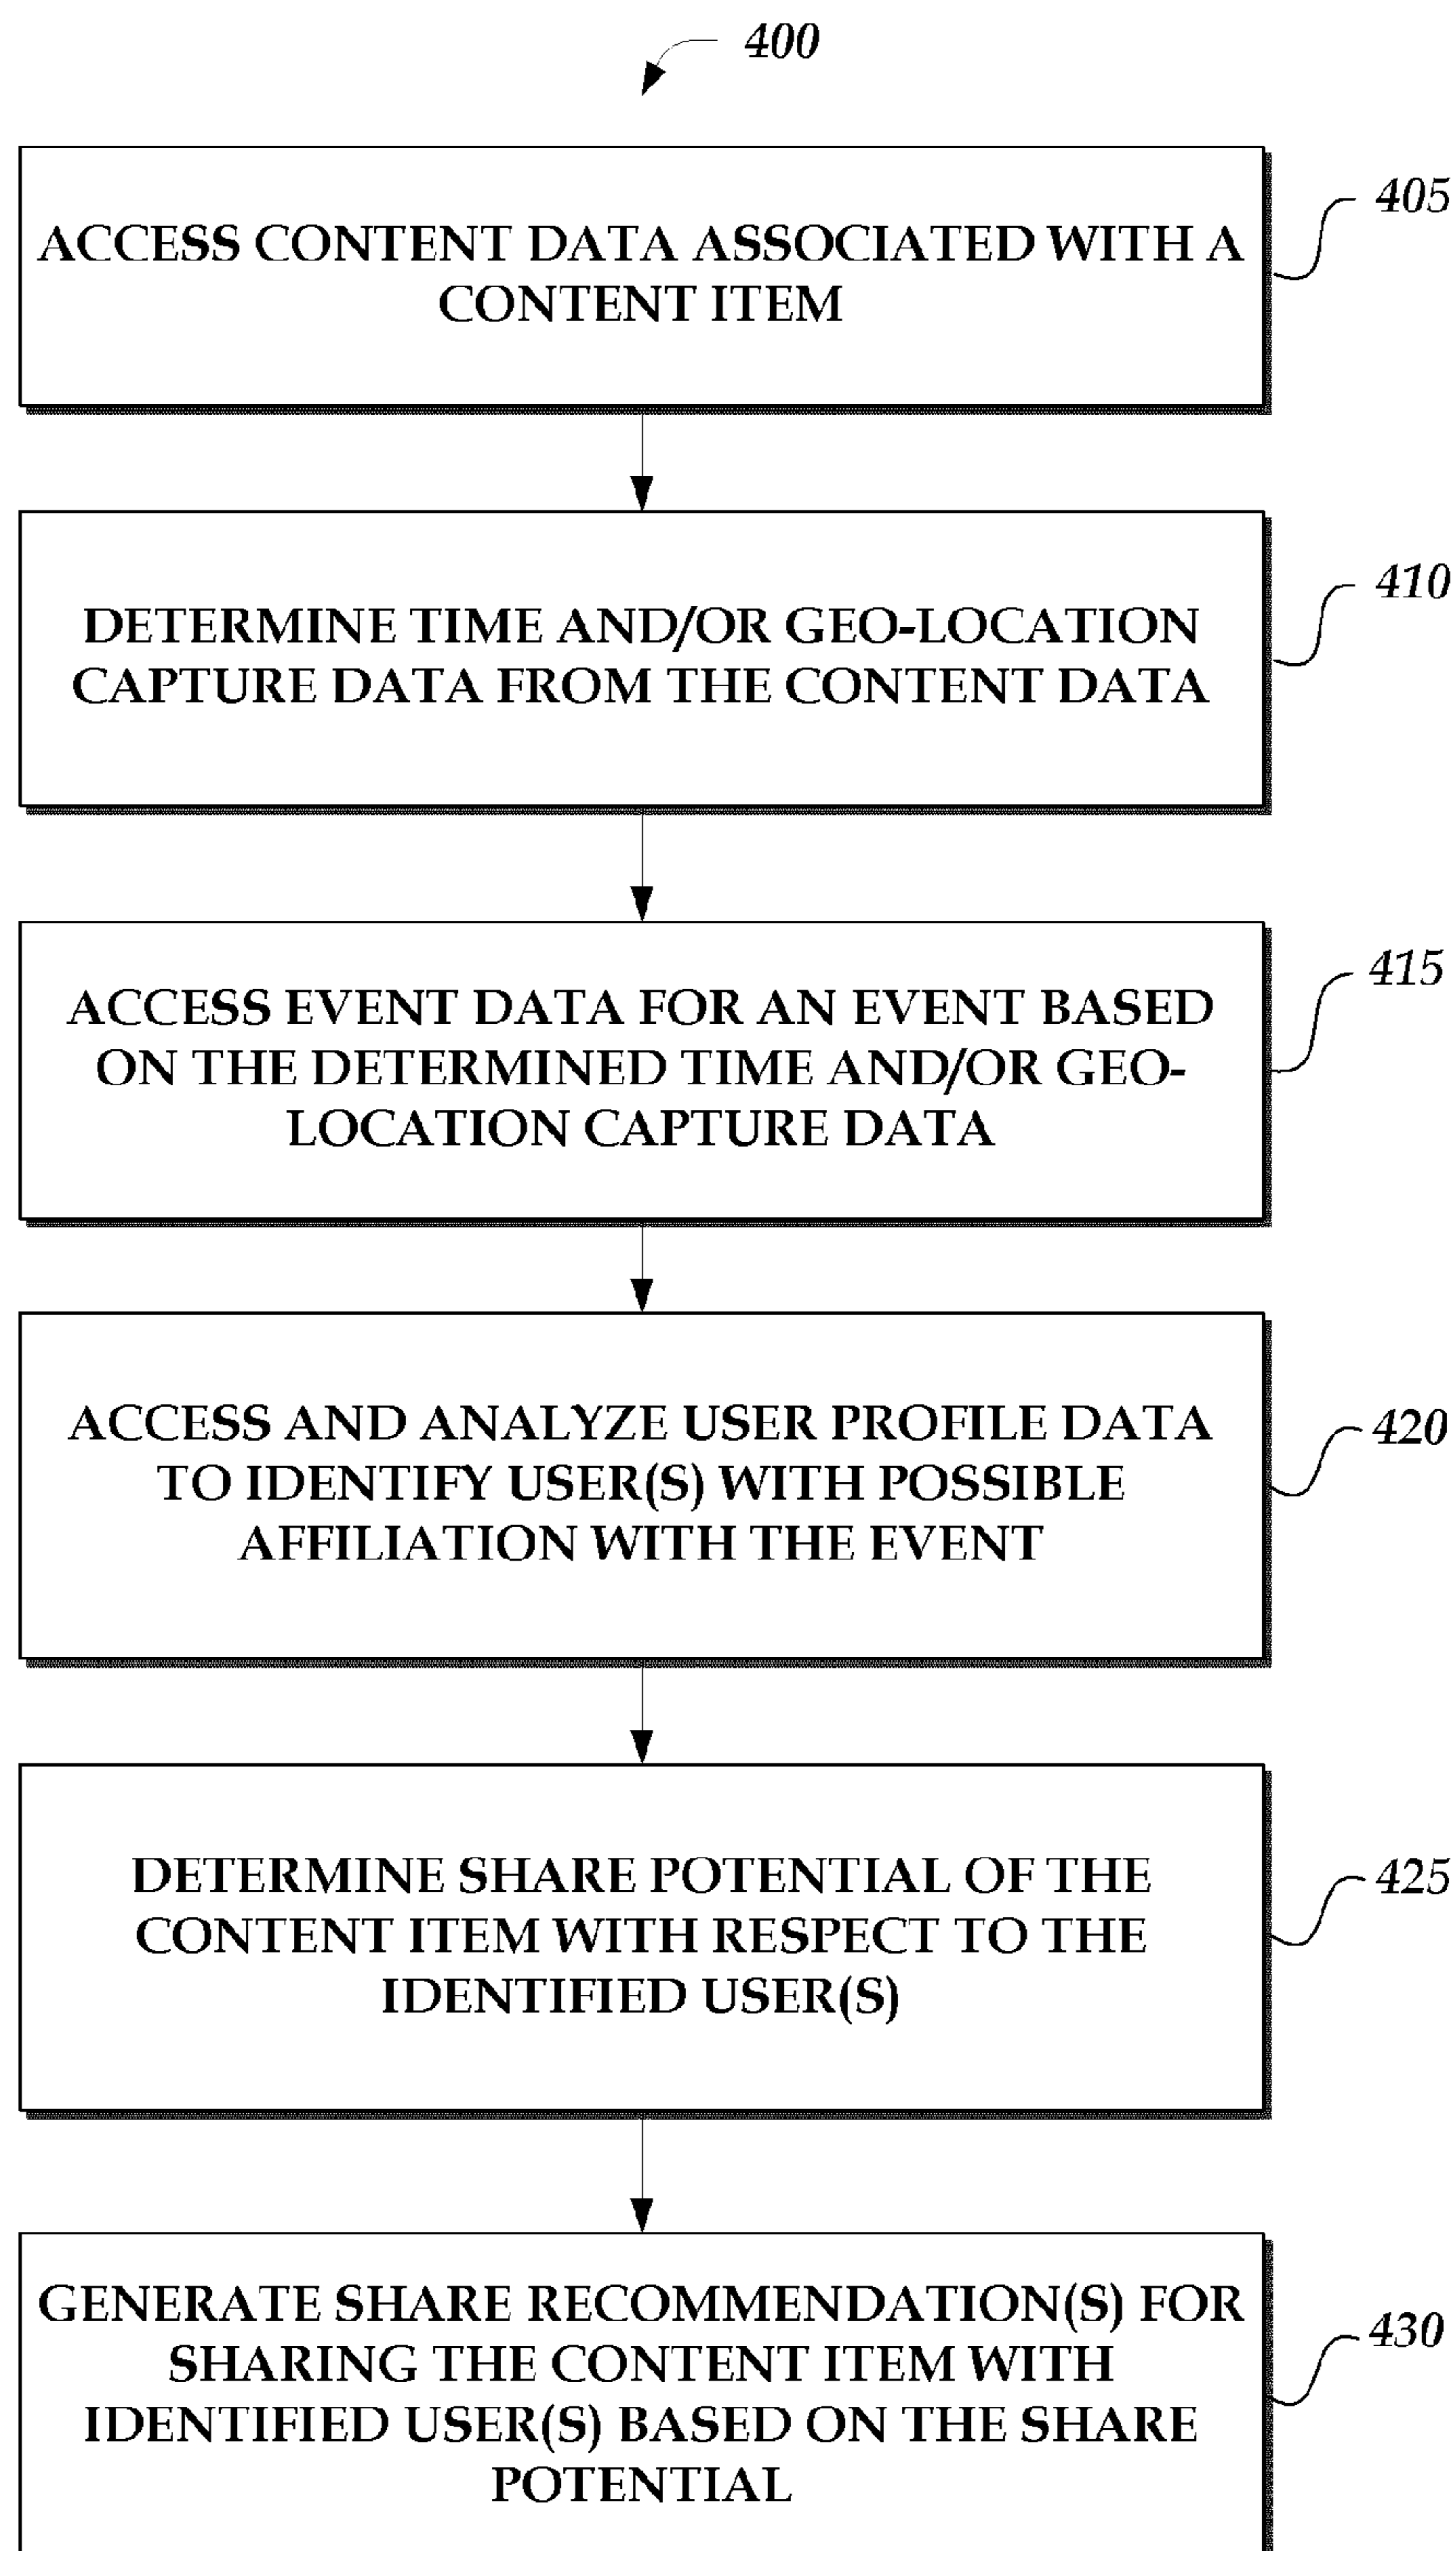 400
ACCESS CONTENT DATA ASSOCIATED WITH A
CONTENT ITEM
405
DETERMINE TIME AND/OR GEO-LOCATION
CAPTURE DATA FROM THE CONTENT DATA
410
ACCESS EVENT DATA FOR AN EVENT BASED
ON THE DETERMINED TIME AND/OR GEO-
LOCATION CAPTURE DATA
415
ACCESS AND ANALYZE USER PROFILE DATA
TO IDENTIFY USER(S) WITH POSSIBLE
AFFILIATION WITH THE EVENT
420
DETERMINE SHARE POTENTIAL OF THE
CONTENT ITEM WITH RESPECT TO THE
IDENTIFIED USER(S)
425
GENERATE SHARE RECOMMENDATION(S) FOR
SHARING THE CONTENT ITEM WITH
IDENTIFIED USER(S) BASED ON THE SHARE
POTENTIAL
430